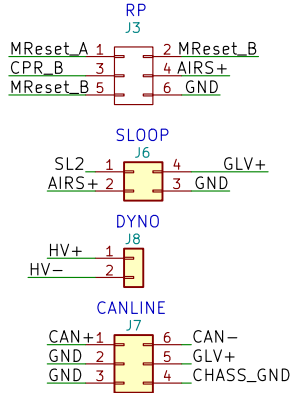 RP
J3
MReset_A 1 2 MReset_B
CPR_B 3 4 AIRS+
MReset_B 5 6 GND
SLOOP
J6
SL2 1 4 GLV+
AIRS+ 2 3 GND
DYNO
J8
HV+ 1
HV- 2
CANLINE
J7
CAN+ 1 6 CAN-
GND 2 5 GLV+
GND 3 4 CHASS_GND